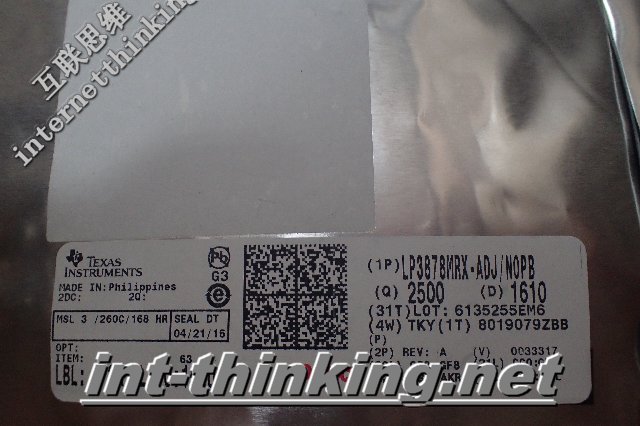 互联思维
internetthinking
TEXAS
INSTRUMENTS
G3
MADE IN: Philippines
2DC: 2Q:
MSL 3 /260C/168 HR SEAL DT
04/21/16
OPT:
ITEM: 63
LBL:
(1P) LP3878MRX-ADJ/NOPB
(Q) 2500 (D) 1610
(31T)LOT: 6135255EM6
(4W) TKY(1T) 8019079ZBB
(P)
(2P) REV: A (V) 0033317
int-thinking.net